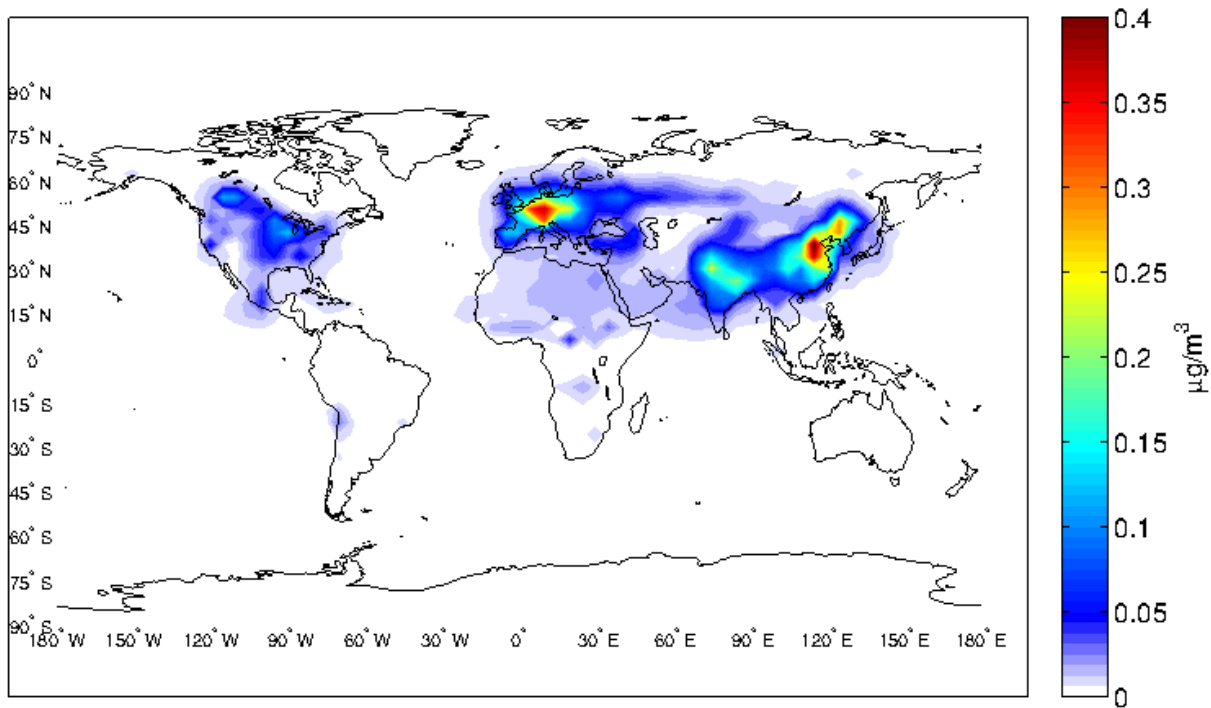 90° N
75° N
60° N
45° N
30° N
15° N
0°
15° S
30° S
45° S
60° S
75° S
90° S
180° W 150° W 120° W 90° W 60° W 30° W 0° 30° E 60° E 90° E 120° E 150° E 180° E
0.4
0.35
0.3
0.25
0.2
0.15
0.1
0.05
0
μg/m³